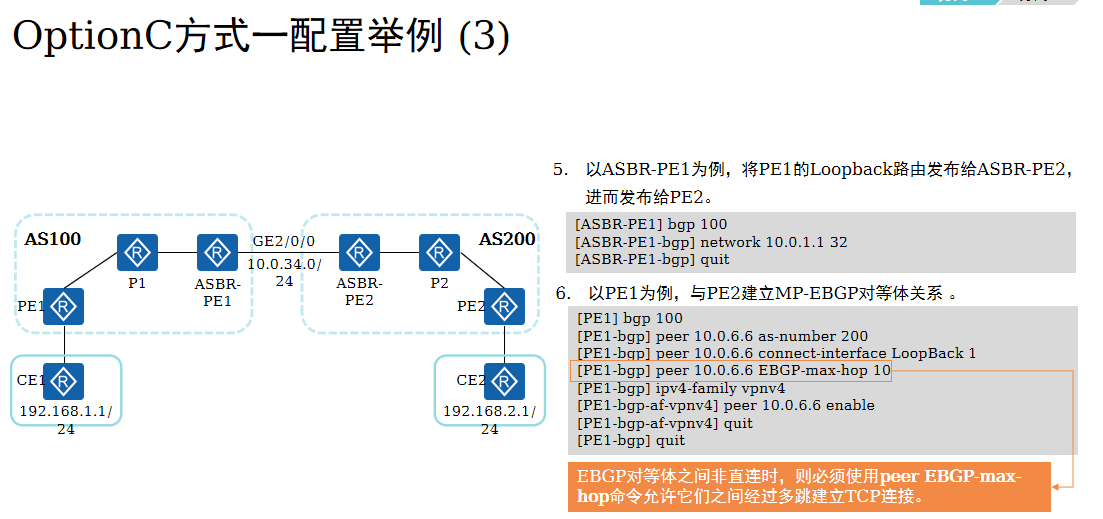 OptionC方式一配置举例 (3)
AS100
AS200
GE2/0/0
10.0.34.0/
24
P1
ASBR-
PE1
ASBR-
PE2
P2
PE1
PE2
CE1
192.168.1.1/
24
CE2
192.168.2.1/
24
5. 以ASBR-PE1为例，将PE1的Loopback路由发布给ASBR-PE2，
进而发布给PE2。
[ASBR-PE1] bgp 100
[ASBR-PE1-bgp] network 10.0.1.1 32
[ASBR-PE1-bgp] quit
6. 以PE1为例，与PE2建立MP-EBGP对等体关系 。
[PE1] bgp 100
[PE1-bgp] peer 10.0.6.6 as-number 200
[PE1-bgp] peer 10.0.6.6 connect-interface LoopBack 1
[PE1-bgp] peer 10.0.6.6 EBGP-max-hop 10
[PE1-bgp] ipv4-family vpnv4
[PE1-bgp-af-vpnv4] peer 10.0.6.6 enable
[PE1-bgp-af-vpnv4] quit
[PE1-bgp] quit
EBGP对等体之间非直连时，则必须使用peer EBGP-max-
hop命令允许它们之间经过多跳建立TCP连接。